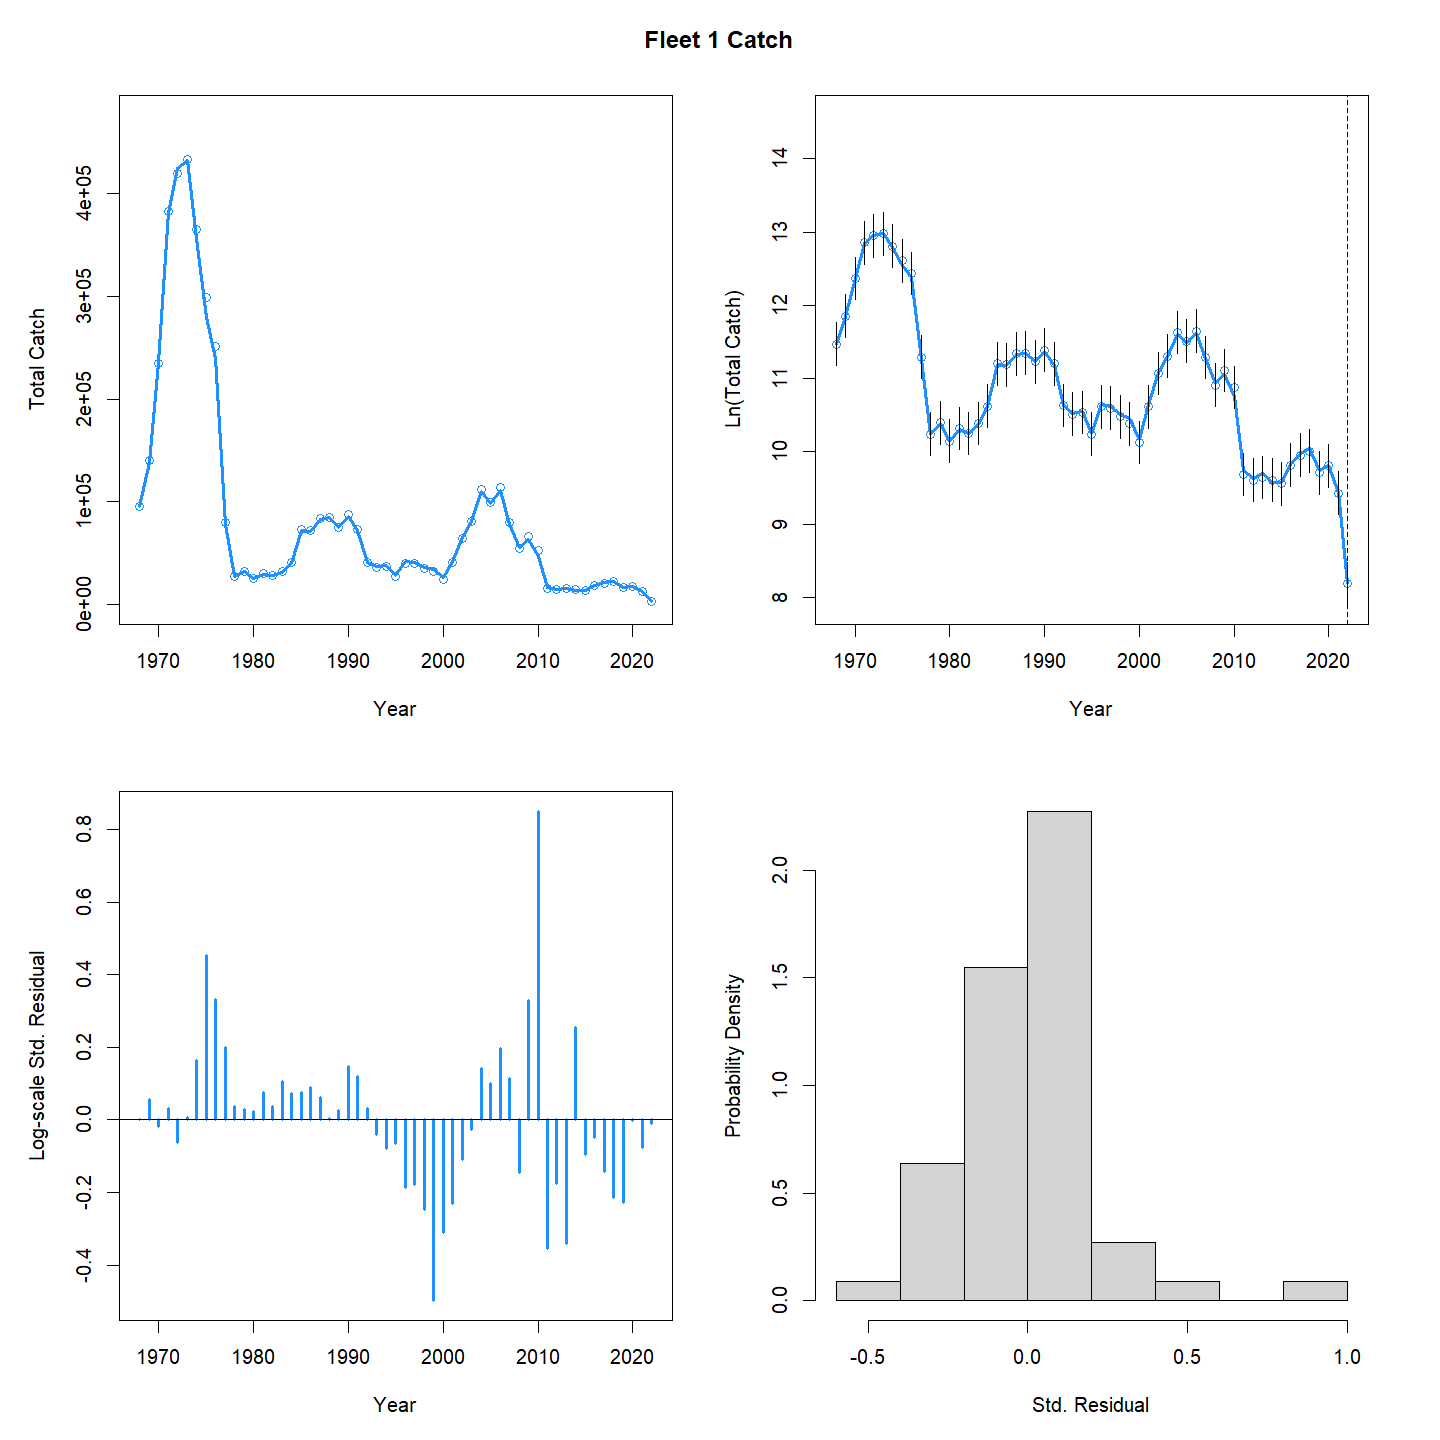 Fleet 1 Catch
Total Catch
0e+00 1e+05 2e+05 3e+05 4e+05
1970 1980 1990 2000 2010 2020
Year
Ln(Total Catch)
8 9 10 11 12 13 14
1970 1980 1990 2000 2010 2020
Year
Log-scale Std. Residual
-0.4 -0.2 0.0 0.2 0.4 0.6 0.8
1970 1980 1990 2000 2010 2020
Year
Probability Density
0.0 0.5 1.0 1.5 2.0
-0.5 0.0 0.5 1.0
Std. Residual